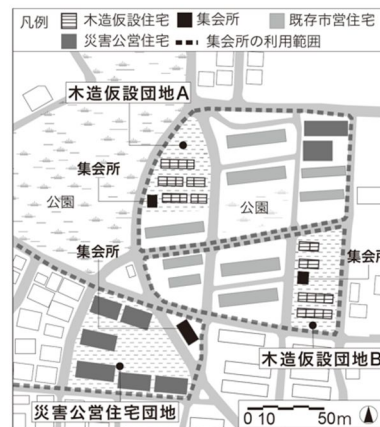 凡例 木造仮設住宅 集会所 既存市営住宅
災害公営住宅 集会所の利用範囲
木造仮設団地A
集会所
公園
公園
集会所
集会所
木造仮設団地B
災害公営住宅団地
0 10 50m